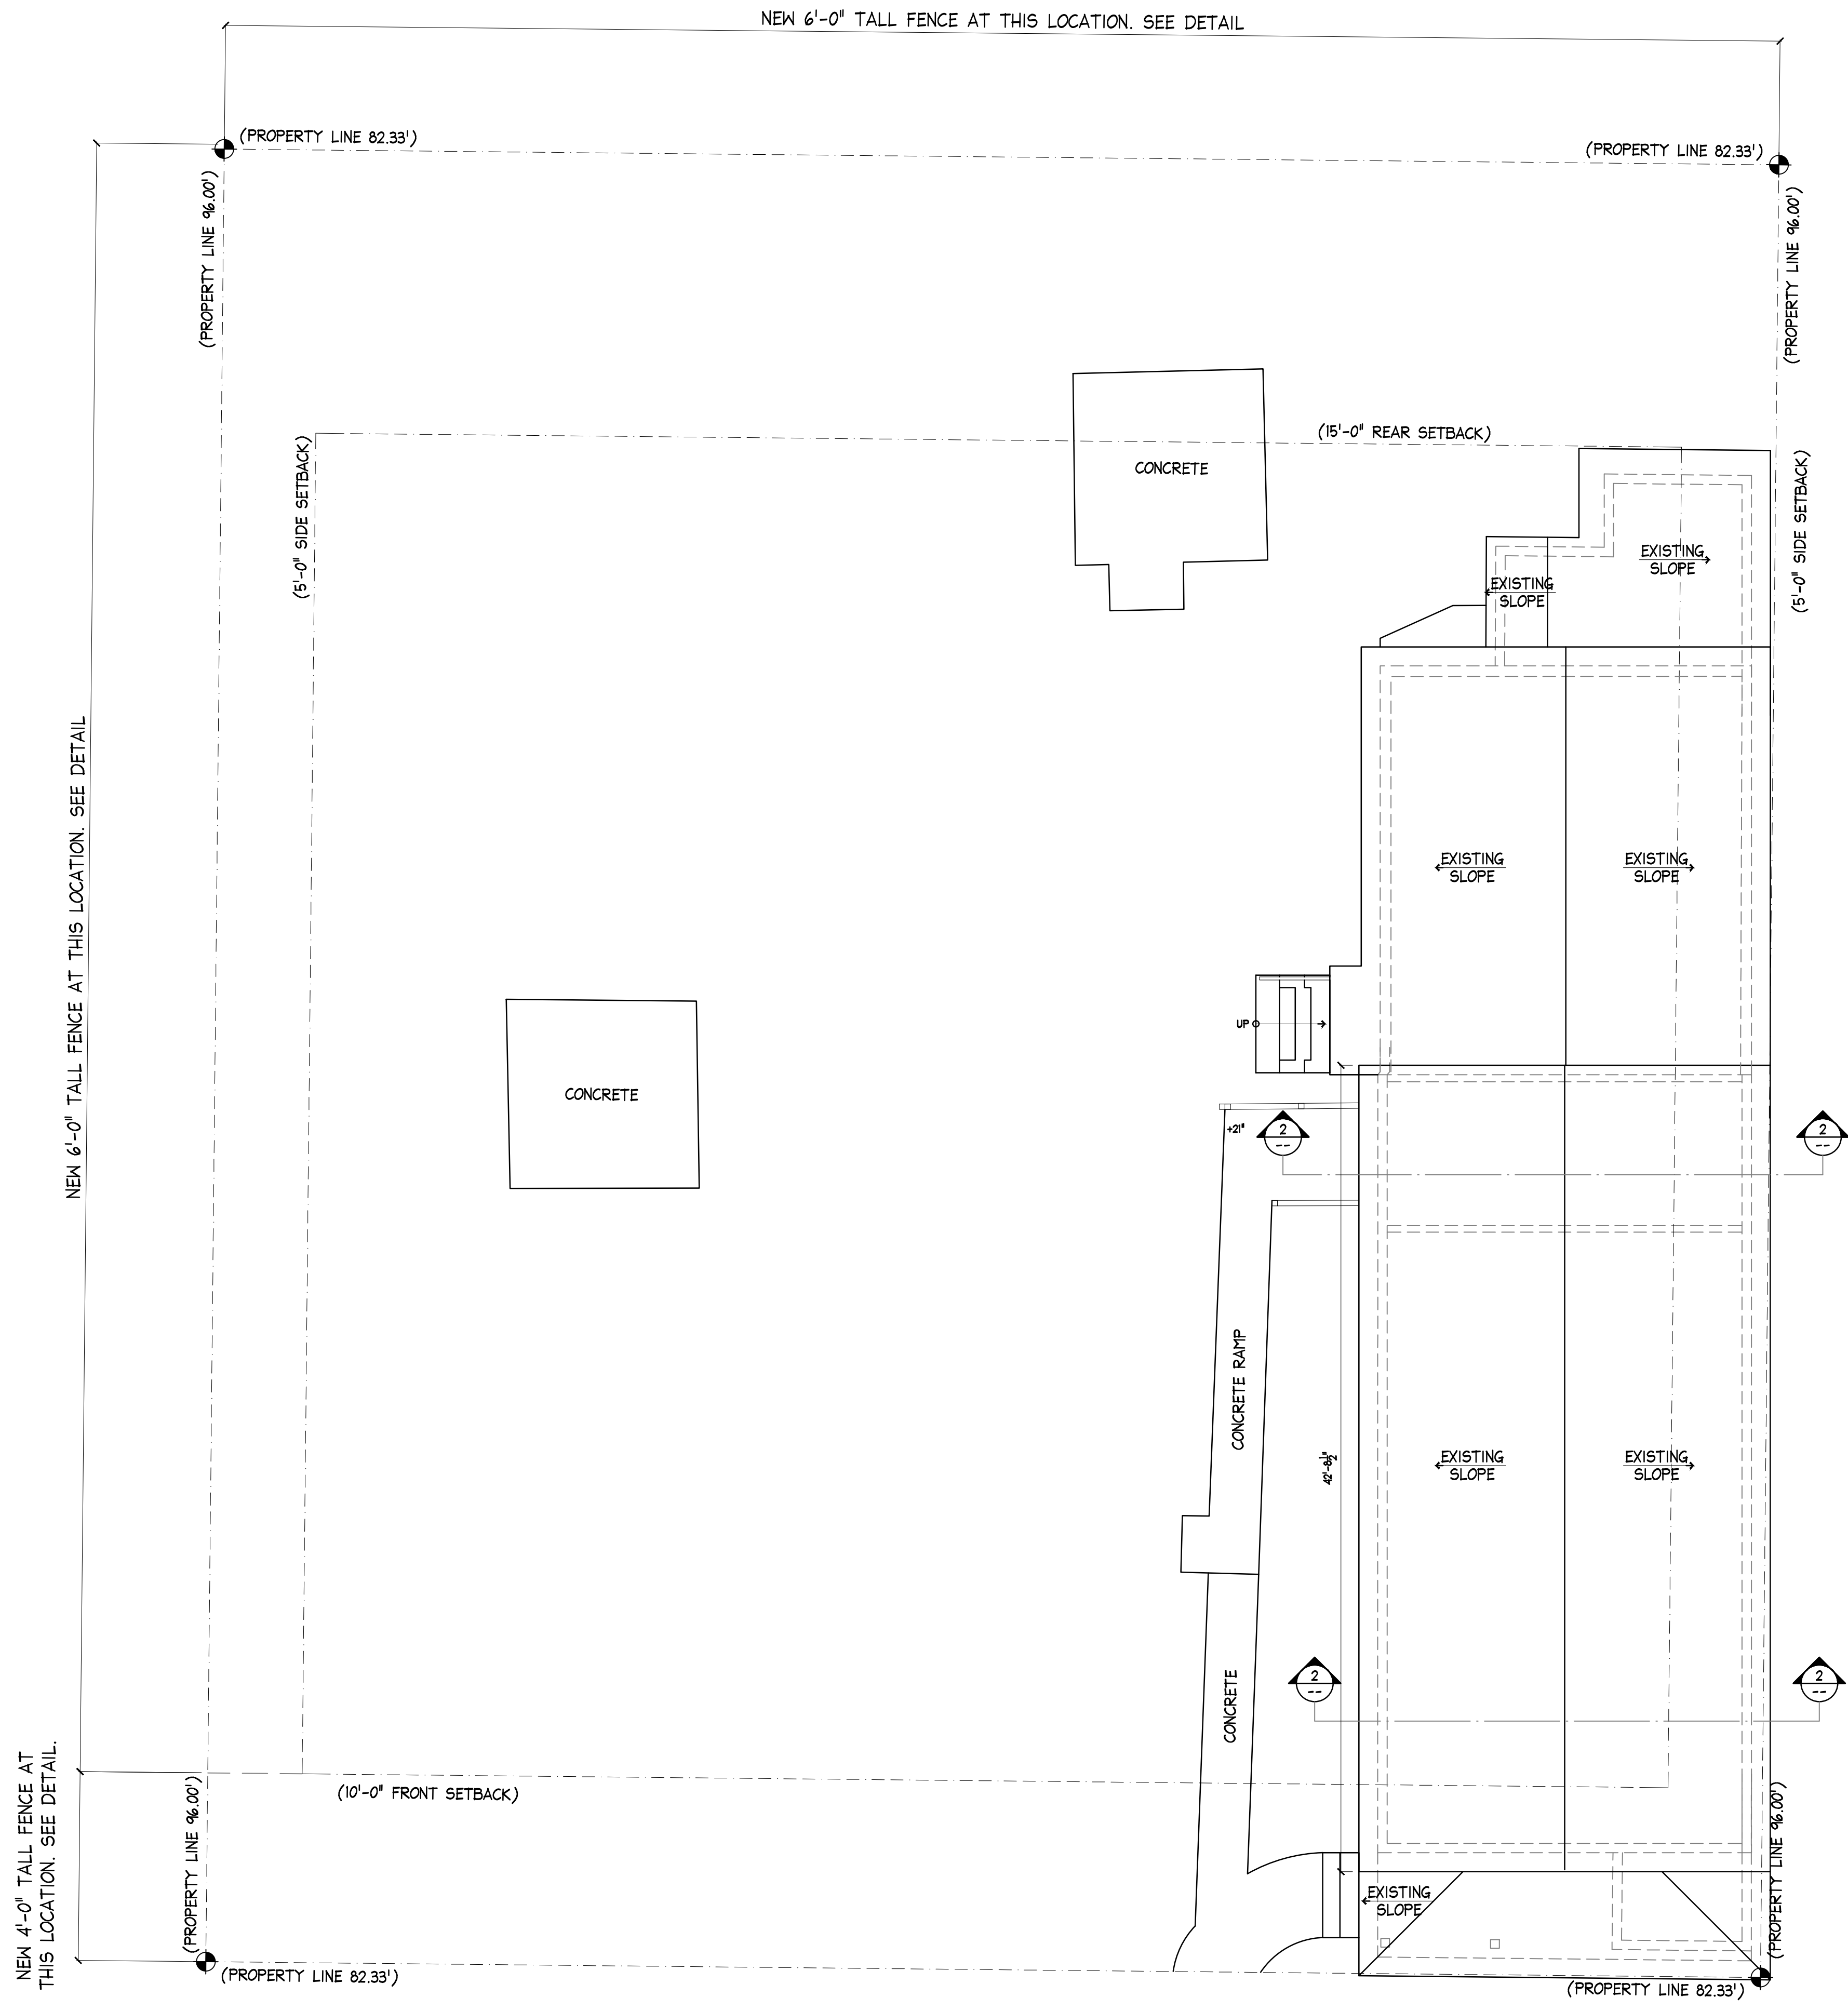 NEW 6'-0" TALL FENCE AT THIS LOCATION. SEE DETAIL
(PROPERTY LINE 82.33')
(PROPERTY LINE 82.33')
(PROPERTY LINE 96.00')
(PROPERTY LINE 96.00')
(15'-0" REAR SETBACK)
(5'-0" SIDE SETBACK)
(5'-0" SIDE SETBACK)
CONCRETE
EXISTING
SLOPE
EXISTING
SLOPE
NEW 6'-0" TALL FENCE AT THIS LOCATION. SEE DETAIL
EXISTING
SLOPE
EXISTING
SLOPE
UP
CONCRETE
+21"
2
--
2
--
CONCRETE RAMP
42'-8½"
EXISTING
SLOPE
EXISTING
SLOPE
CONCRETE
2
--
2
--
(10'-0" FRONT SETBACK)
NEW 4'-0" TALL FENCE AT
THIS LOCATION. SEE DETAIL.
(PROPERTY LINE 96.00')
(PROPERTY LINE 96.00')
EXISTING
SLOPE
(PROPERTY LINE 82.33')
(PROPERTY LINE 82.33')